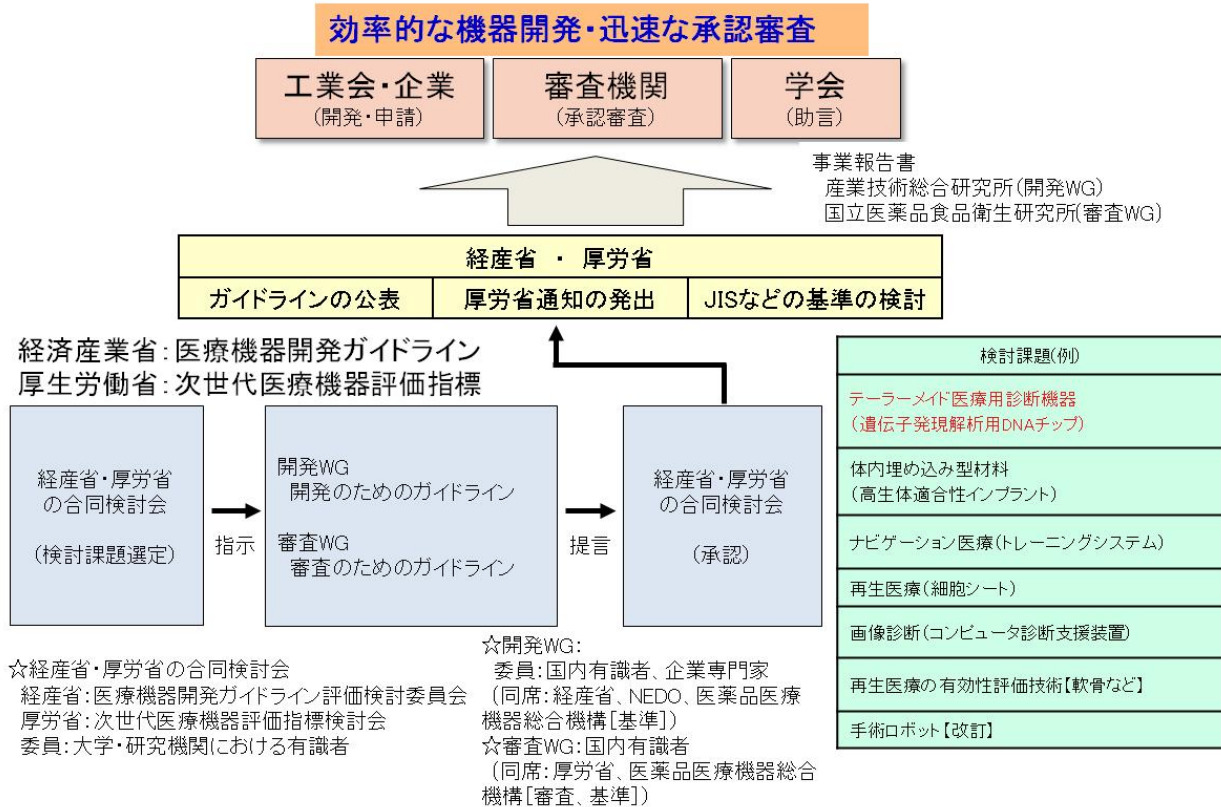 効率的な機器開発・迅速な承認審査
工業会・企業
(開発・申請)
審査機関
(承認審査)
学会
(助言)
事業報告書
産業技術総合研究所(開発WG)
国立医薬品食品衛生研究所(審査WG)
経産省 ・ 厚労省
ガイドラインの公表
厚労省通知の発出
JISなどの基準の検討
経済産業省：医療機器開発ガイドライン
厚生労働省：次世代医療機器評価指標
経産省・厚労省
の合同検討会
(検討課題選定)
指示
開発WG
開発のためのガイドライン
審査WG
審査のためのガイドライン
提言
経産省・厚労省
の合同検討会
(承認)
検討課題(例)
テーラーメイド医療用診断機器
(遺伝子発現解析用DNAチップ)
体内埋め込み型材料
(高生体適合性インプラント)
ナビゲーション医療(トレーニングシステム)
再生医療(細胞シート)
画像診断(コンピュータ診断支援装置)
再生医療の有効性評価技術【軟骨など】
手術ロボット【改訂】
☆経産省・厚労省の合同検討会
経産省：医療機器開発ガイドライン評価検討委員会
厚労省：次世代医療機器評価指標検討会
委員：大学・研究機関における有識者
☆開発WG：
委員：国内有識者、企業専門家
(同席：経産省、NEDO、医薬品医療
機器総合機構[基準])
☆審査WG：国内有識者
(同席：厚労省、医薬品医療機器総合
機構[審査、基準])